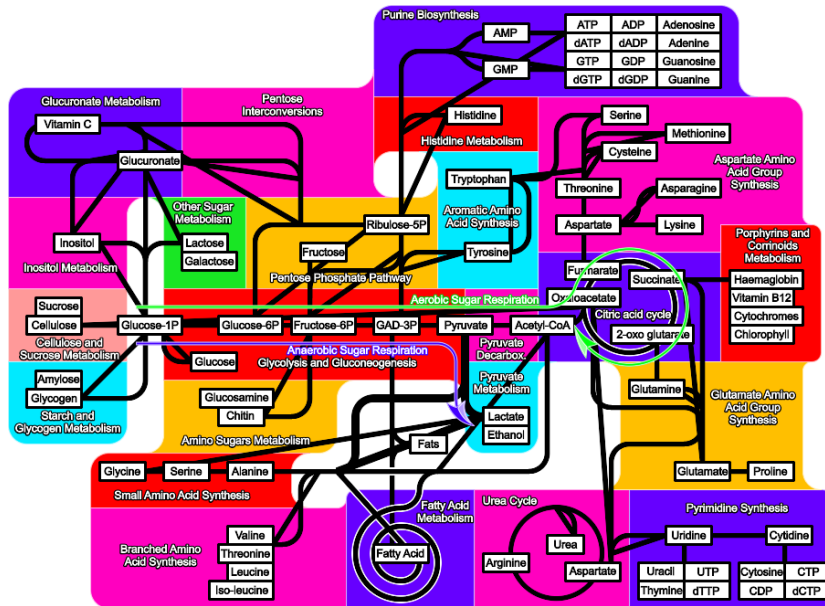 Purine Biosynthesis
AMP
ATP
ADP
Adenosine
dATP
dADP
Adenine
GMP
GTP
GDP
Guanosine
dGTP
dGDP
Guanine
Glucuronate Metabolism
Vitamin C
Glucuronate
Pentose
Interconversions
Histidine
Histidine Metabolism
Serine
Methionine
Cysteine
Aspartate Amino
Acid Group
Synthesis
Threonine
Asparagine
Aspartate
Lysine
Tryptophan
Aromatic Amino
Acid Synthesis
Tyrosine
Other Sugar
Metabolism
Lactose
Galactose
Inositol
Inositol Metabolism
Ribulose-5P
Fructose
Pentose Phosphate Pathway
Porphyrins and
Corrinoids
Metabolism
Haemaglobin
Vitamin B12
Cytochromes
Chlorophyll
Fumarate
Succinate
Oxaloacetate
Citric acid cycle
2-oxo glutarate
Sucrose
Cellulose
Cellulose and
Sucrose Metabolism
Aerobic Sugar Respiration
Glucose-1P
Glucose-6P
Fructose-6P
GAD-3P
Pyruvate
Acetyl-CoA
Pyruvate
Decarbox.
Anaerobic Sugar Respiration
Glycolysis and Gluconeogenesis
Glucose
Amylose
Glycogen
Starch and
Glycogen Metabolism
Pyruvate
Metabolism
Lactate
Ethanol
Glucosamine
Chitin
Amino Sugars Metabolism
Glutamine
Glutamate Amino
Acid Group
Synthesis
Glutamate
Proline
Fats
Glycine
Serine
Alanine
Small Amino Acid Synthesis
Valine
Threonine
Leucine
Iso-leucine
Branched Amino
Acid Synthesis
Fatty Acid
Metabolism
Fatty Acid
Urea Cycle
Urea
Arginine
Aspartate
Pyrimidine Synthesis
Uridine
Cytidine
Uracil
UTP
Thymine
dTTP
Cytosine
CTP
CDP
dCTP